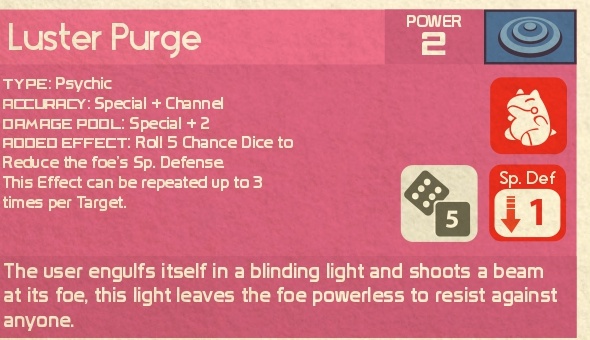 Luster Purge
POWER
2
TYPE: Psychic
ACCURACY: Special + Channel
DAMAGE POOL: Special + 2
ADDED EFFECT: Roll 5 Chance Dice to
Reduce the foe's Sp. Defense.
This Effect can be repeated up to 3
times per Target.
5
Sp. Def
1
The user engulfs itself in a blinding light and shoots a beam
at its foe, this light leaves the foe powerless to resist against
anyone.